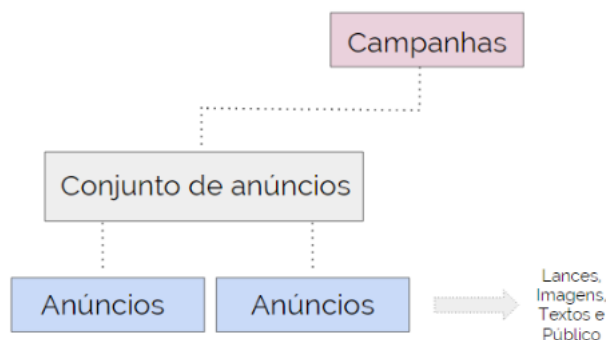 Campanhas
Conjunto de anúncios
Anúncios
Anúncios
Lances,
Imagens,
Textos e
Público